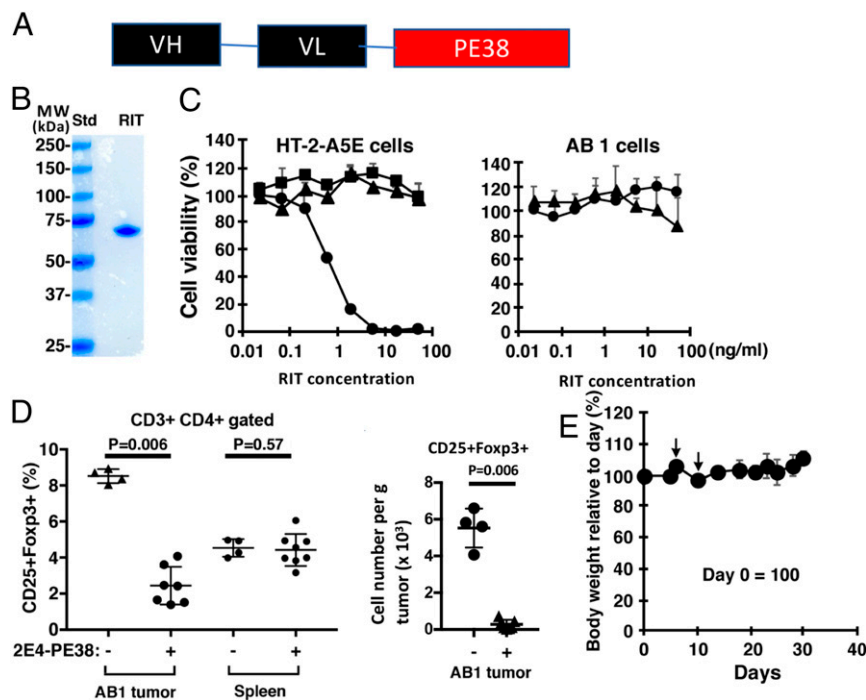 A
VH
VL
PE38
B
MW
(kDa)
Std
RIT
250-
150-
100-
75-
50-
37-
25-
C
HT-2-A5E cells
Cell viability (%)
140
120
100
80
60
40
20
0
0.01
0.1
1
10
100
RIT concentration
AB 1 cells
140
120
100
80
60
40
120
0
0.01
0.1
1
10
100
(ng/ml)
RIT concentration
D
CD3+ CD4+ gated
P=0.006
P=0.57
CD25+Foxp3+ (%)
10
8
6
4
2
0
2E4-PE38:
-
+
-
+
AB1 tumor
Spleen
CD25+Foxp3+
P=0.006
Cell number per g
tumor (x 10³)
8
6
4
2
0
-
+
AB1 tumor
E
Body weight relative to day (%)
120
120
100
80
60
40
20
0
Day 0 = 100
0
10
20
30
40
Days